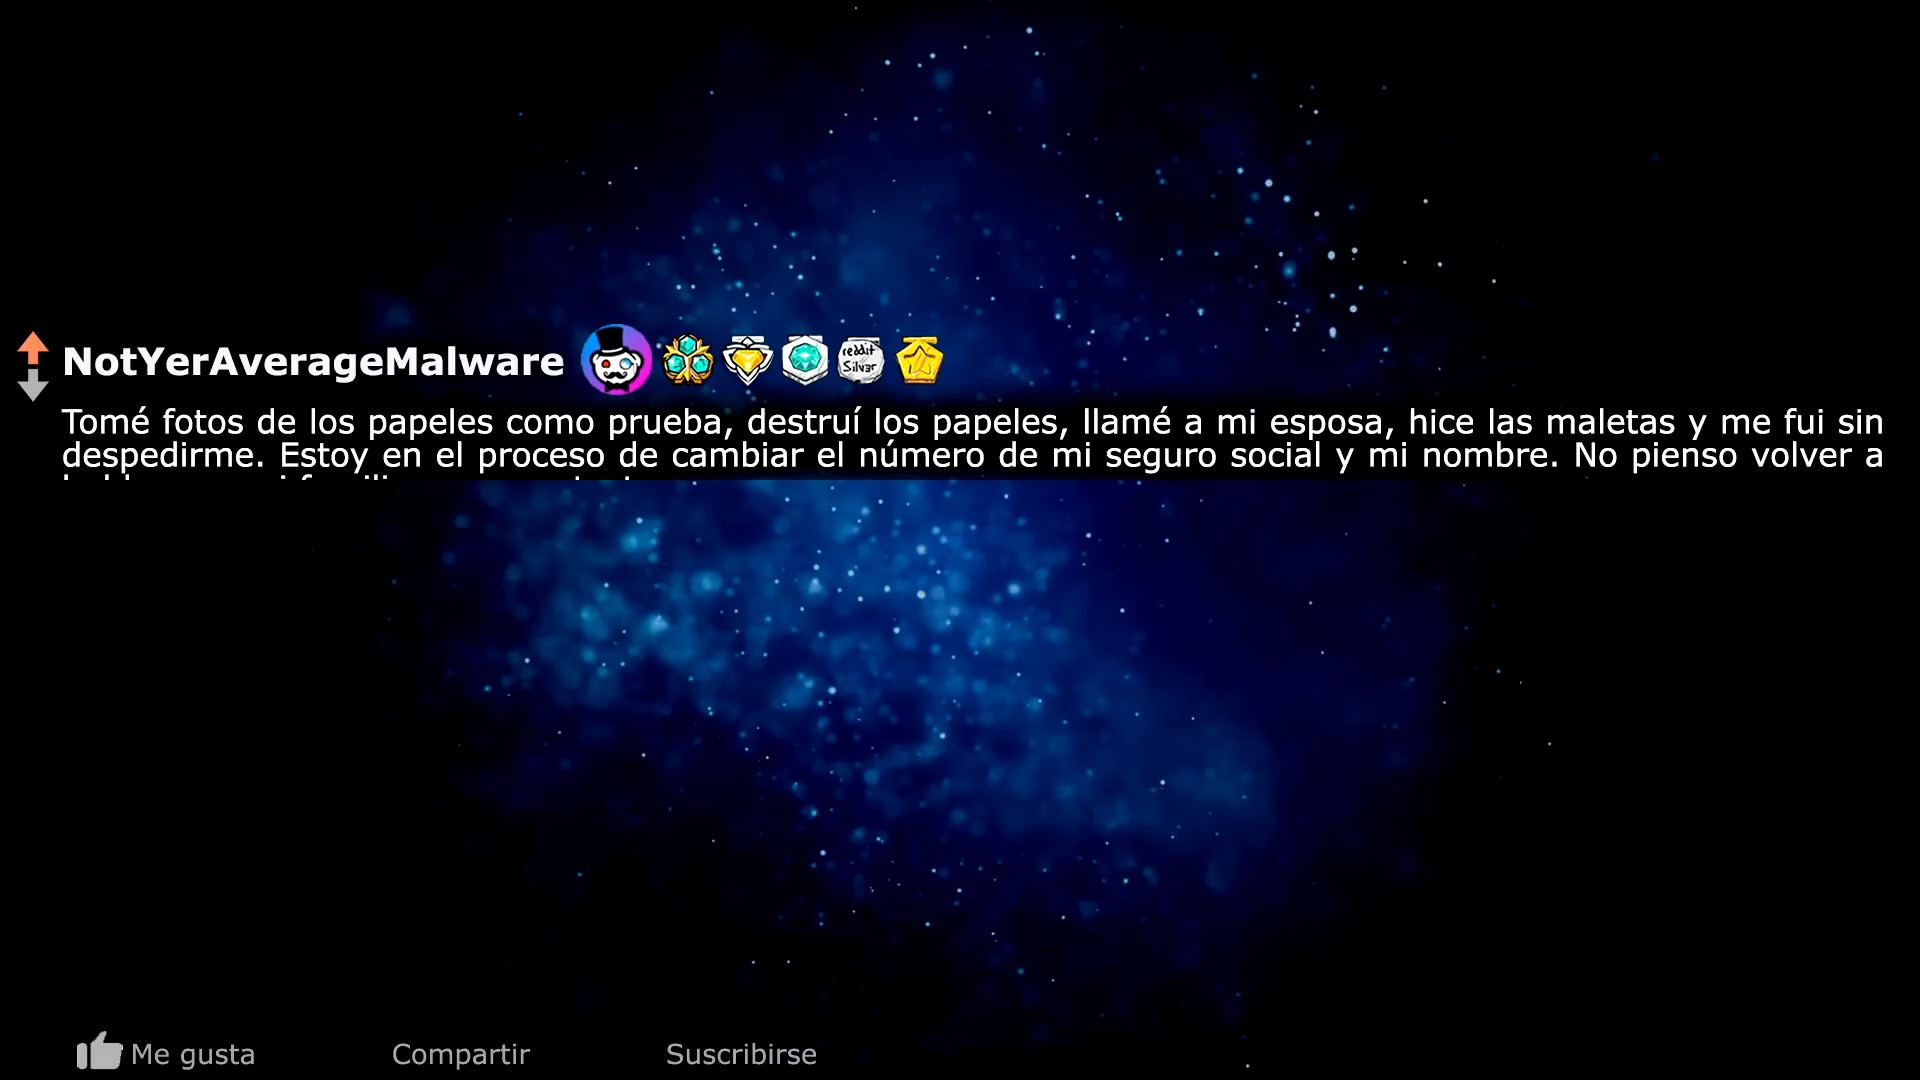 NotYerAverageMalware
reddit
Silver
Tomé fotos de los papeles como prueba, destruí los papeles, llamé a mi esposa, hice las maletas y me fui sin
despedirme. Estoy en el proceso de cambiar el número de mi seguro social y mi nombre. No pienso volver a
Me gusta
Compartir
Suscribirse